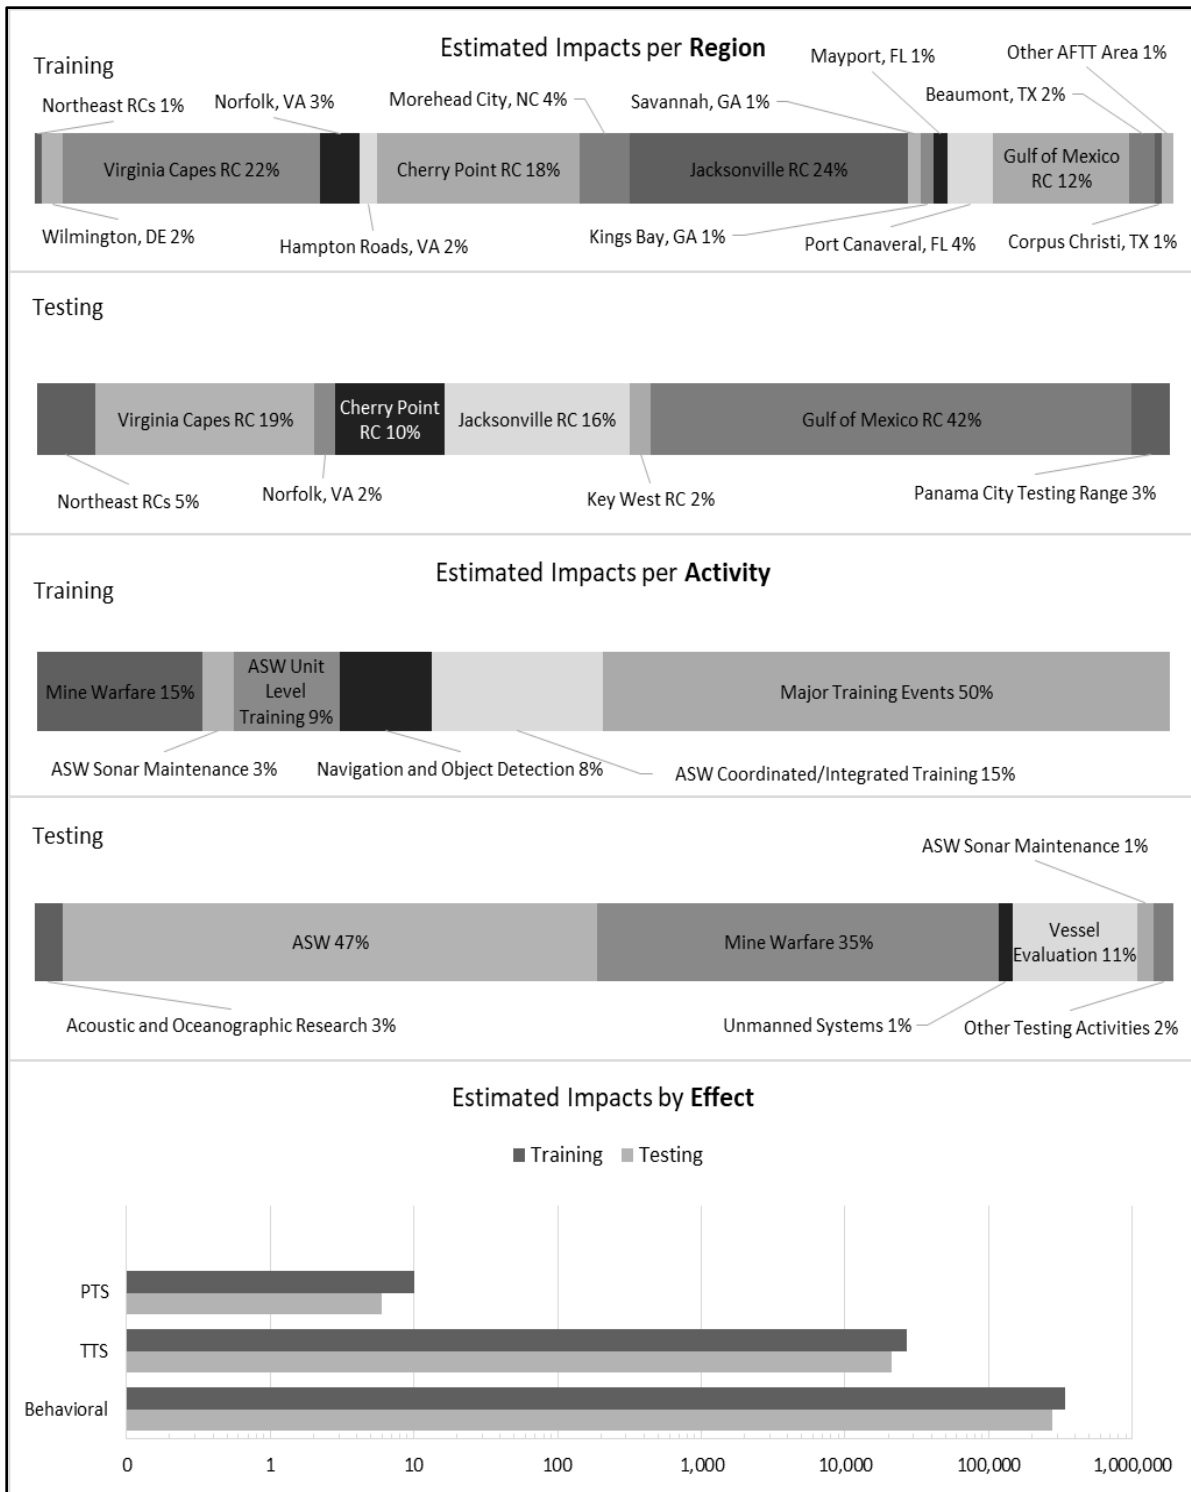 Estimated Impacts per Region
Training
Mayport, FL 1%
Other AFTT Area 1%
Northeast RCs 1%
Norfolk, VA 3%
Morehead City, NC 4%
Savannah, GA 1%
Beaumont, TX 2%
Virginia Capes RC 22%
Cherry Point RC 18%
Jacksonville RC 24%
Gulf of Mexico
RC 12%
Wilmington, DE 2%
Hampton Roads, VA 2%
Kings Bay, GA 1%
Port Canaveral, FL 4%
Corpus Christi, TX 1%
Testing
Virginia Capes RC 19%
Cherry Point
RC 10%
Jacksonville RC 16%
Gulf of Mexico RC 42%
Northeast RCs 5%
Norfolk, VA 2%
Key West RC 2%
Panama City Testing Range 3%
Estimated Impacts per Activity
Training
Mine Warfare 15%
ASW Unit
Level
Training 9%
Major Training Events 50%
ASW Sonar Maintenance 3%
Navigation and Object Detection 8%
ASW Coordinated/Integrated Training 15%
Testing
ASW Sonar Maintenance 1%
ASW 47%
Mine Warfare 35%
Vessel
Evaluation 11%
Acoustic and Oceanographic Research 3%
Unmanned Systems 1%
Other Testing Activities 2%
Estimated Impacts by Effect
Training Testing
PTS
TTS
Behavioral
0 1 10 100 1,000 10,000 100,000 1,000,000